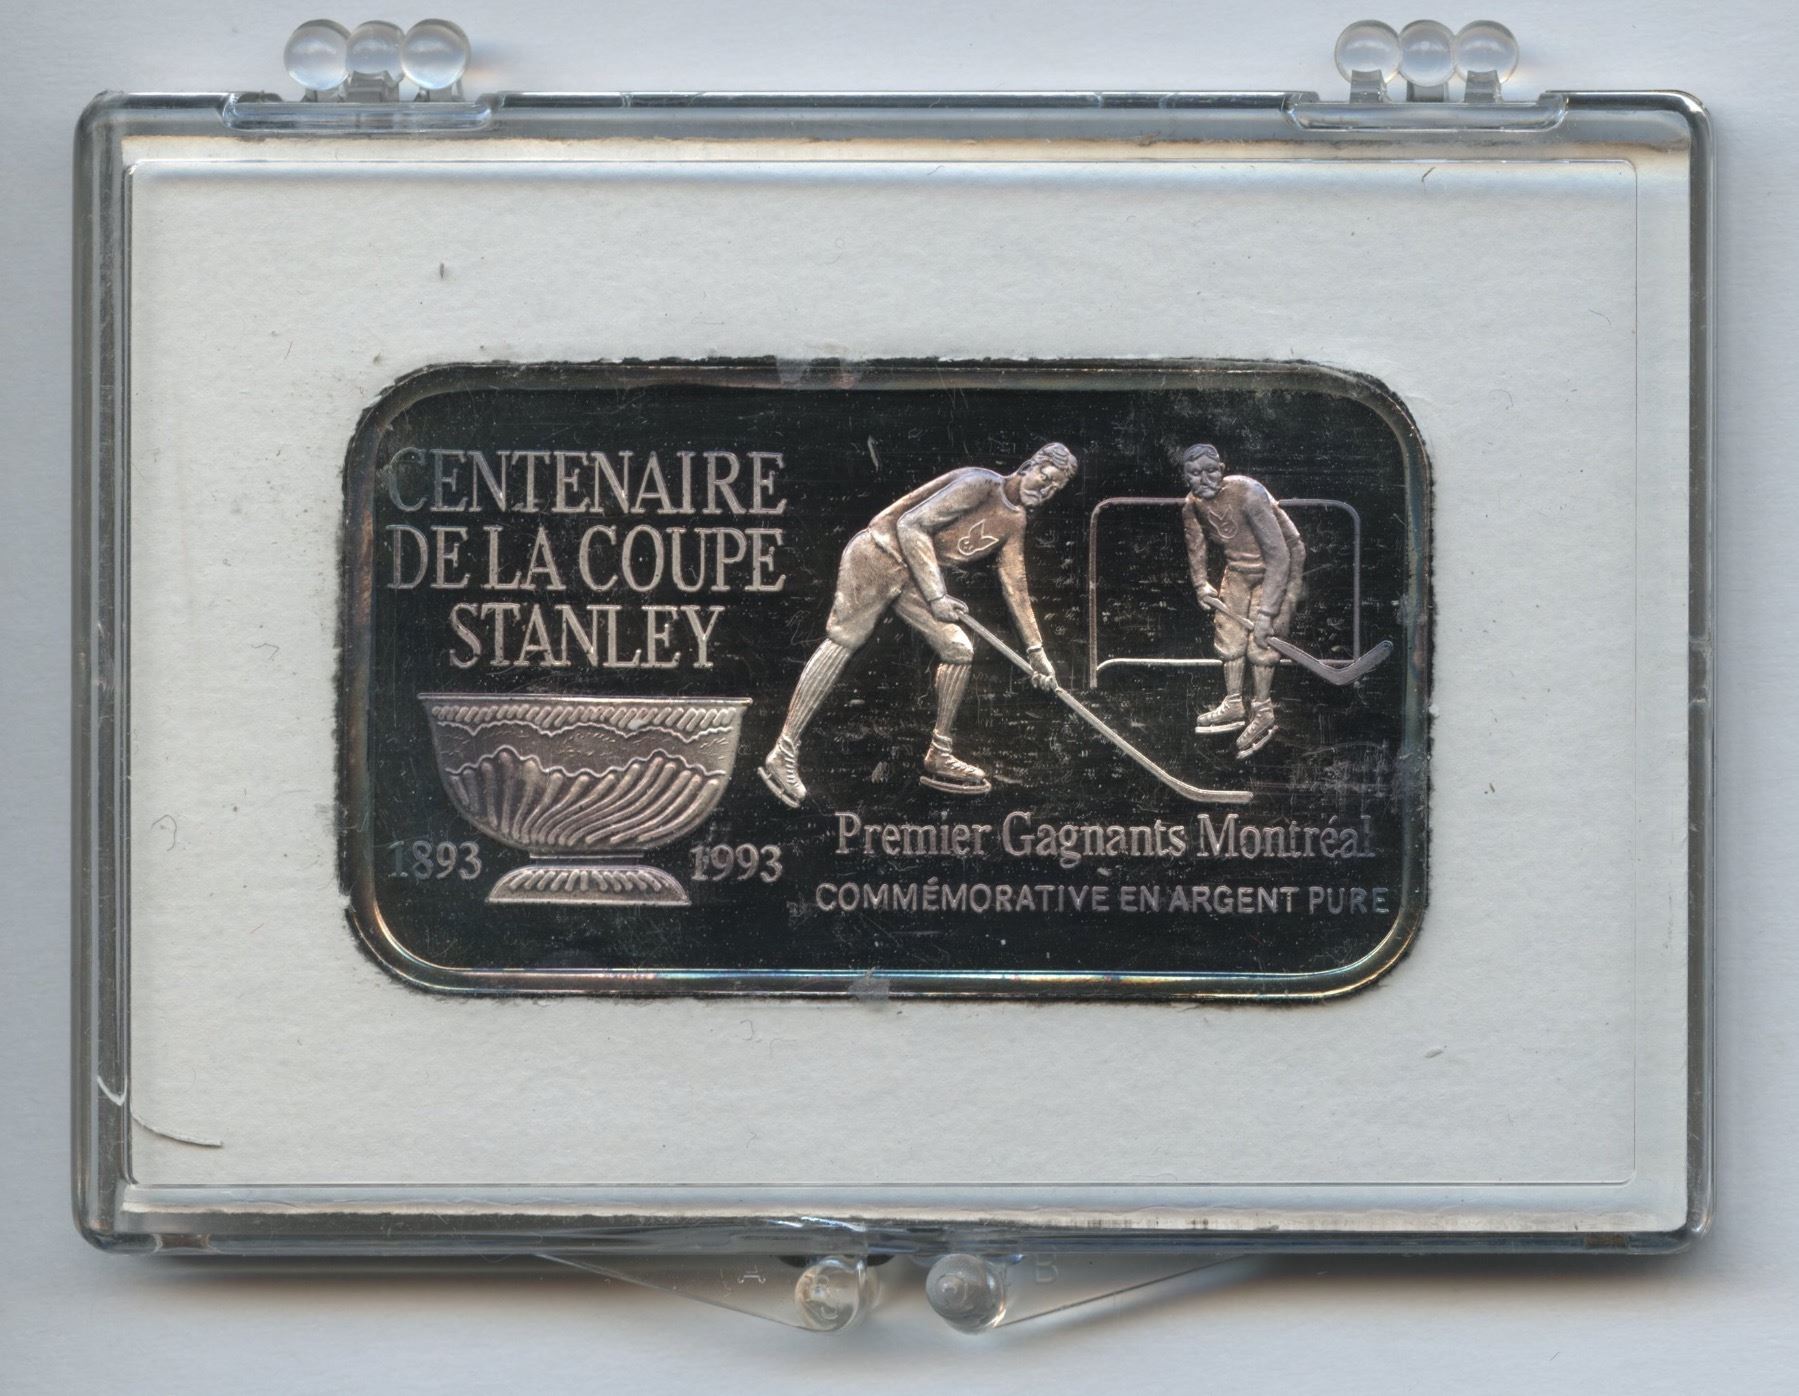 CENTENAIRE
DE LA COUPE
STANLEY
1893 1993
Premier Gagnants Montréal
COMMÉMORATIVE EN ARGENT PURE